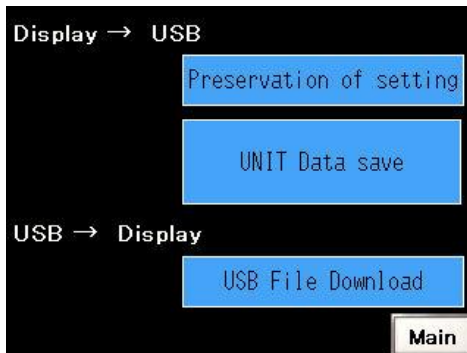 Display → USB
Preservation of setting
UNIT Data save
USB → Display
USB File Download
Main